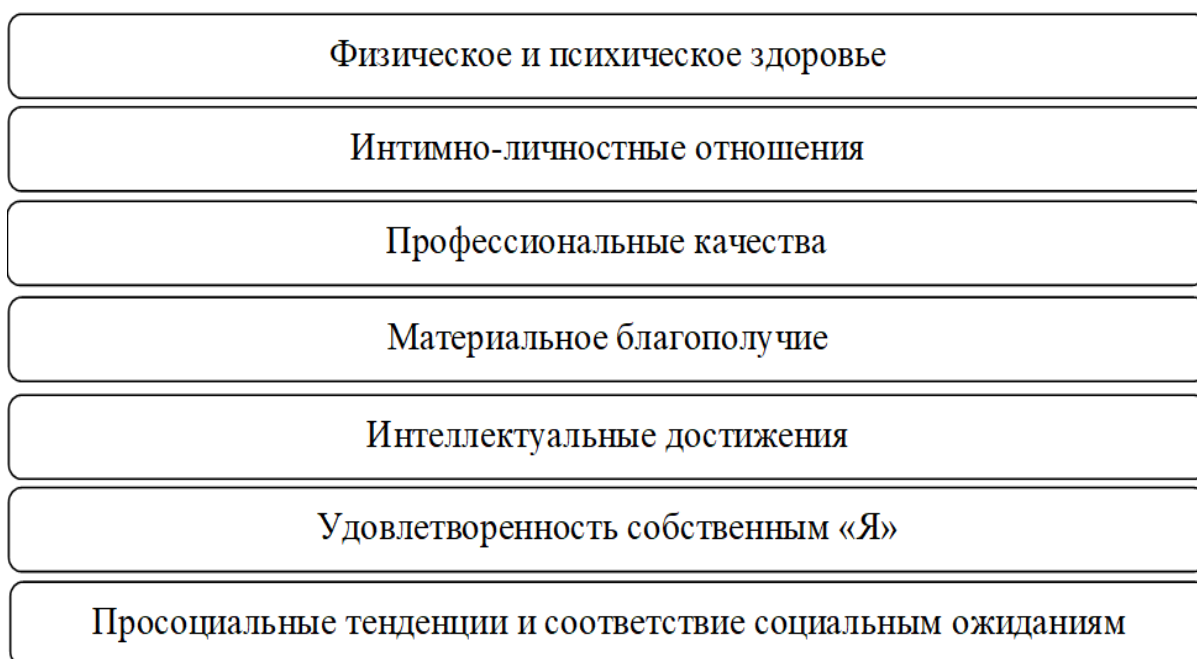 Физическое и психическое здоровье
Интимно-личностные отношения
Профессиональные качества
Материальное благополучие
Интеллектуальные достижения
Удовлетворенность собственным «Я»
Просоциальные тенденции и соответствие социальным ожиданиям